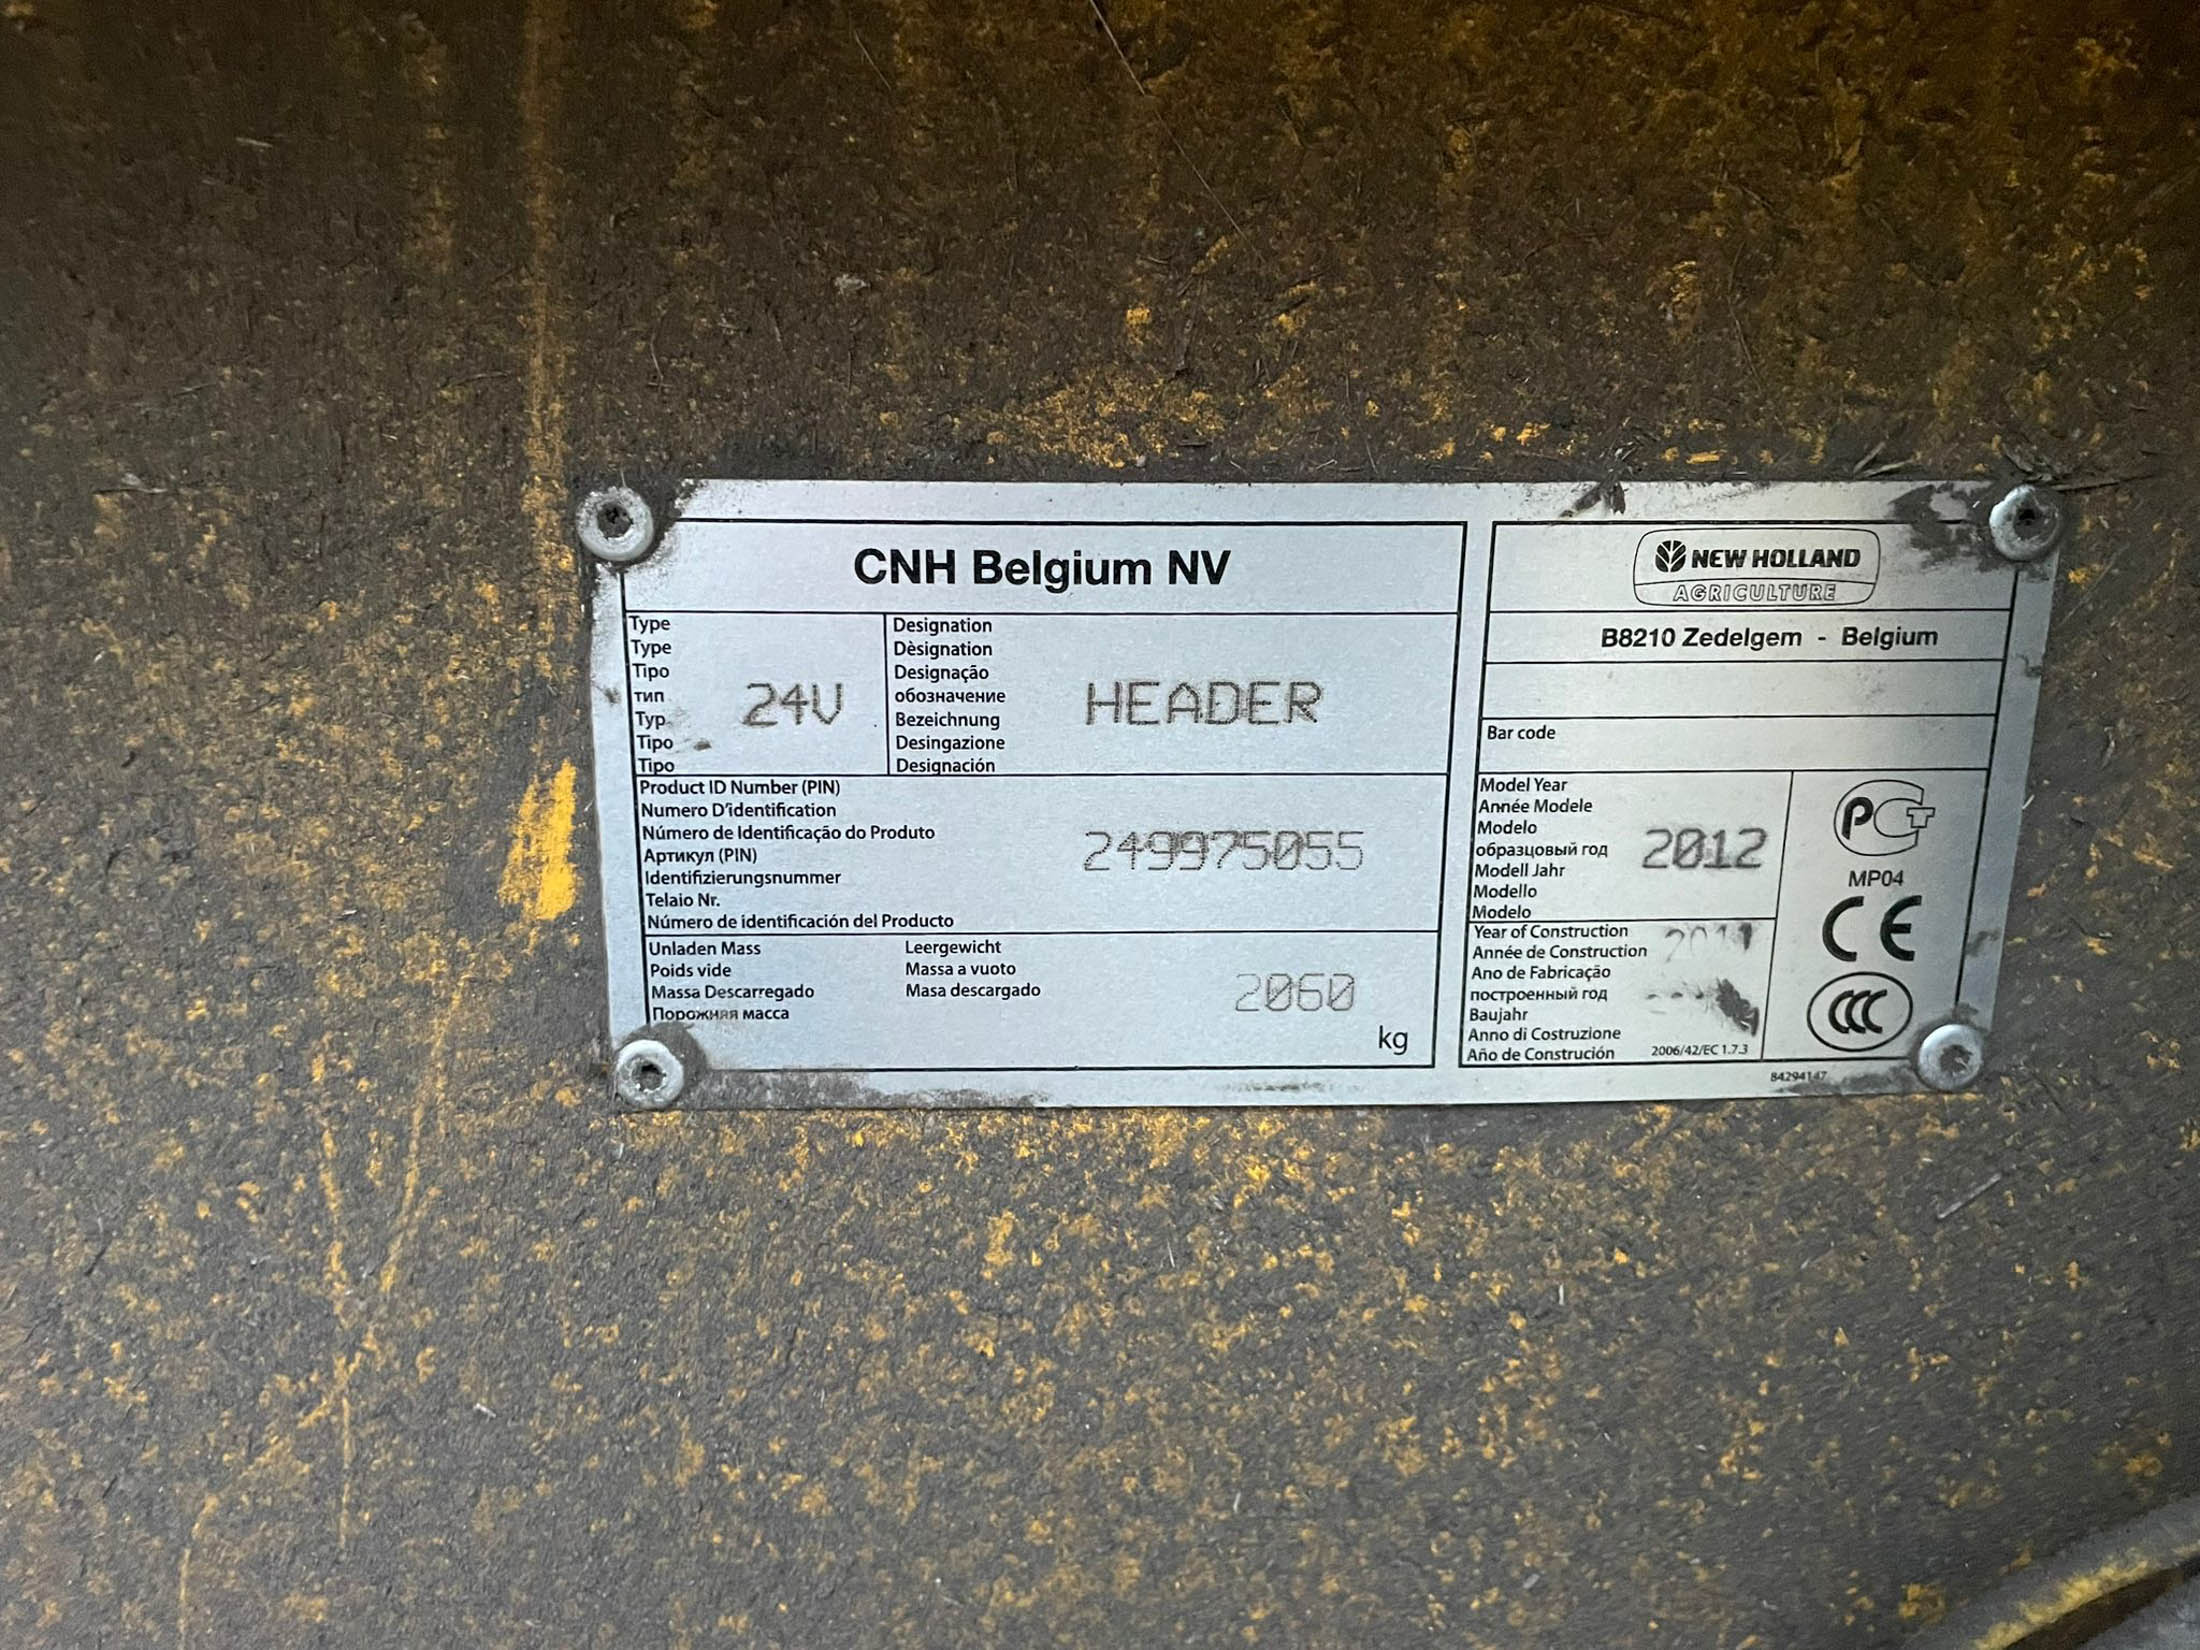 CNH Belgium NV
Type
Type
Tipo
тип
Typ
Tipo
Tipo
24V
Designation
Dèsignation
Designação
обозначение
Bezeichnung
Desingazione
Designación
HEADER
Product ID Number (PIN)
Numero D'identification
Número de Identificação do Produto
Артикул (PIN)
Identifizierungsnummer
Telaio Nr.
Número de identificación del Producto
249975055
Unladen Mass
Poids vide
Massa Descarregado
Порожняя масса
Leergewicht
Massa a vuoto
Masa descargado
2060
kg
NEW HOLLAND
AGRICULTURE
B8210 Zedelgem - Belgium
Bar code
Model Year
Année Modele
Modelo
образцовый год
Modell Jahr
Modello
Modelo
2012
Year of Construction
Année de Construction
Ano de Fabricação
построенный год
Baujahr
Anno di Costruzione
Año de Construción
2006/42/EC 1.7.3
PCT
MP04
CE
CCC
84294147